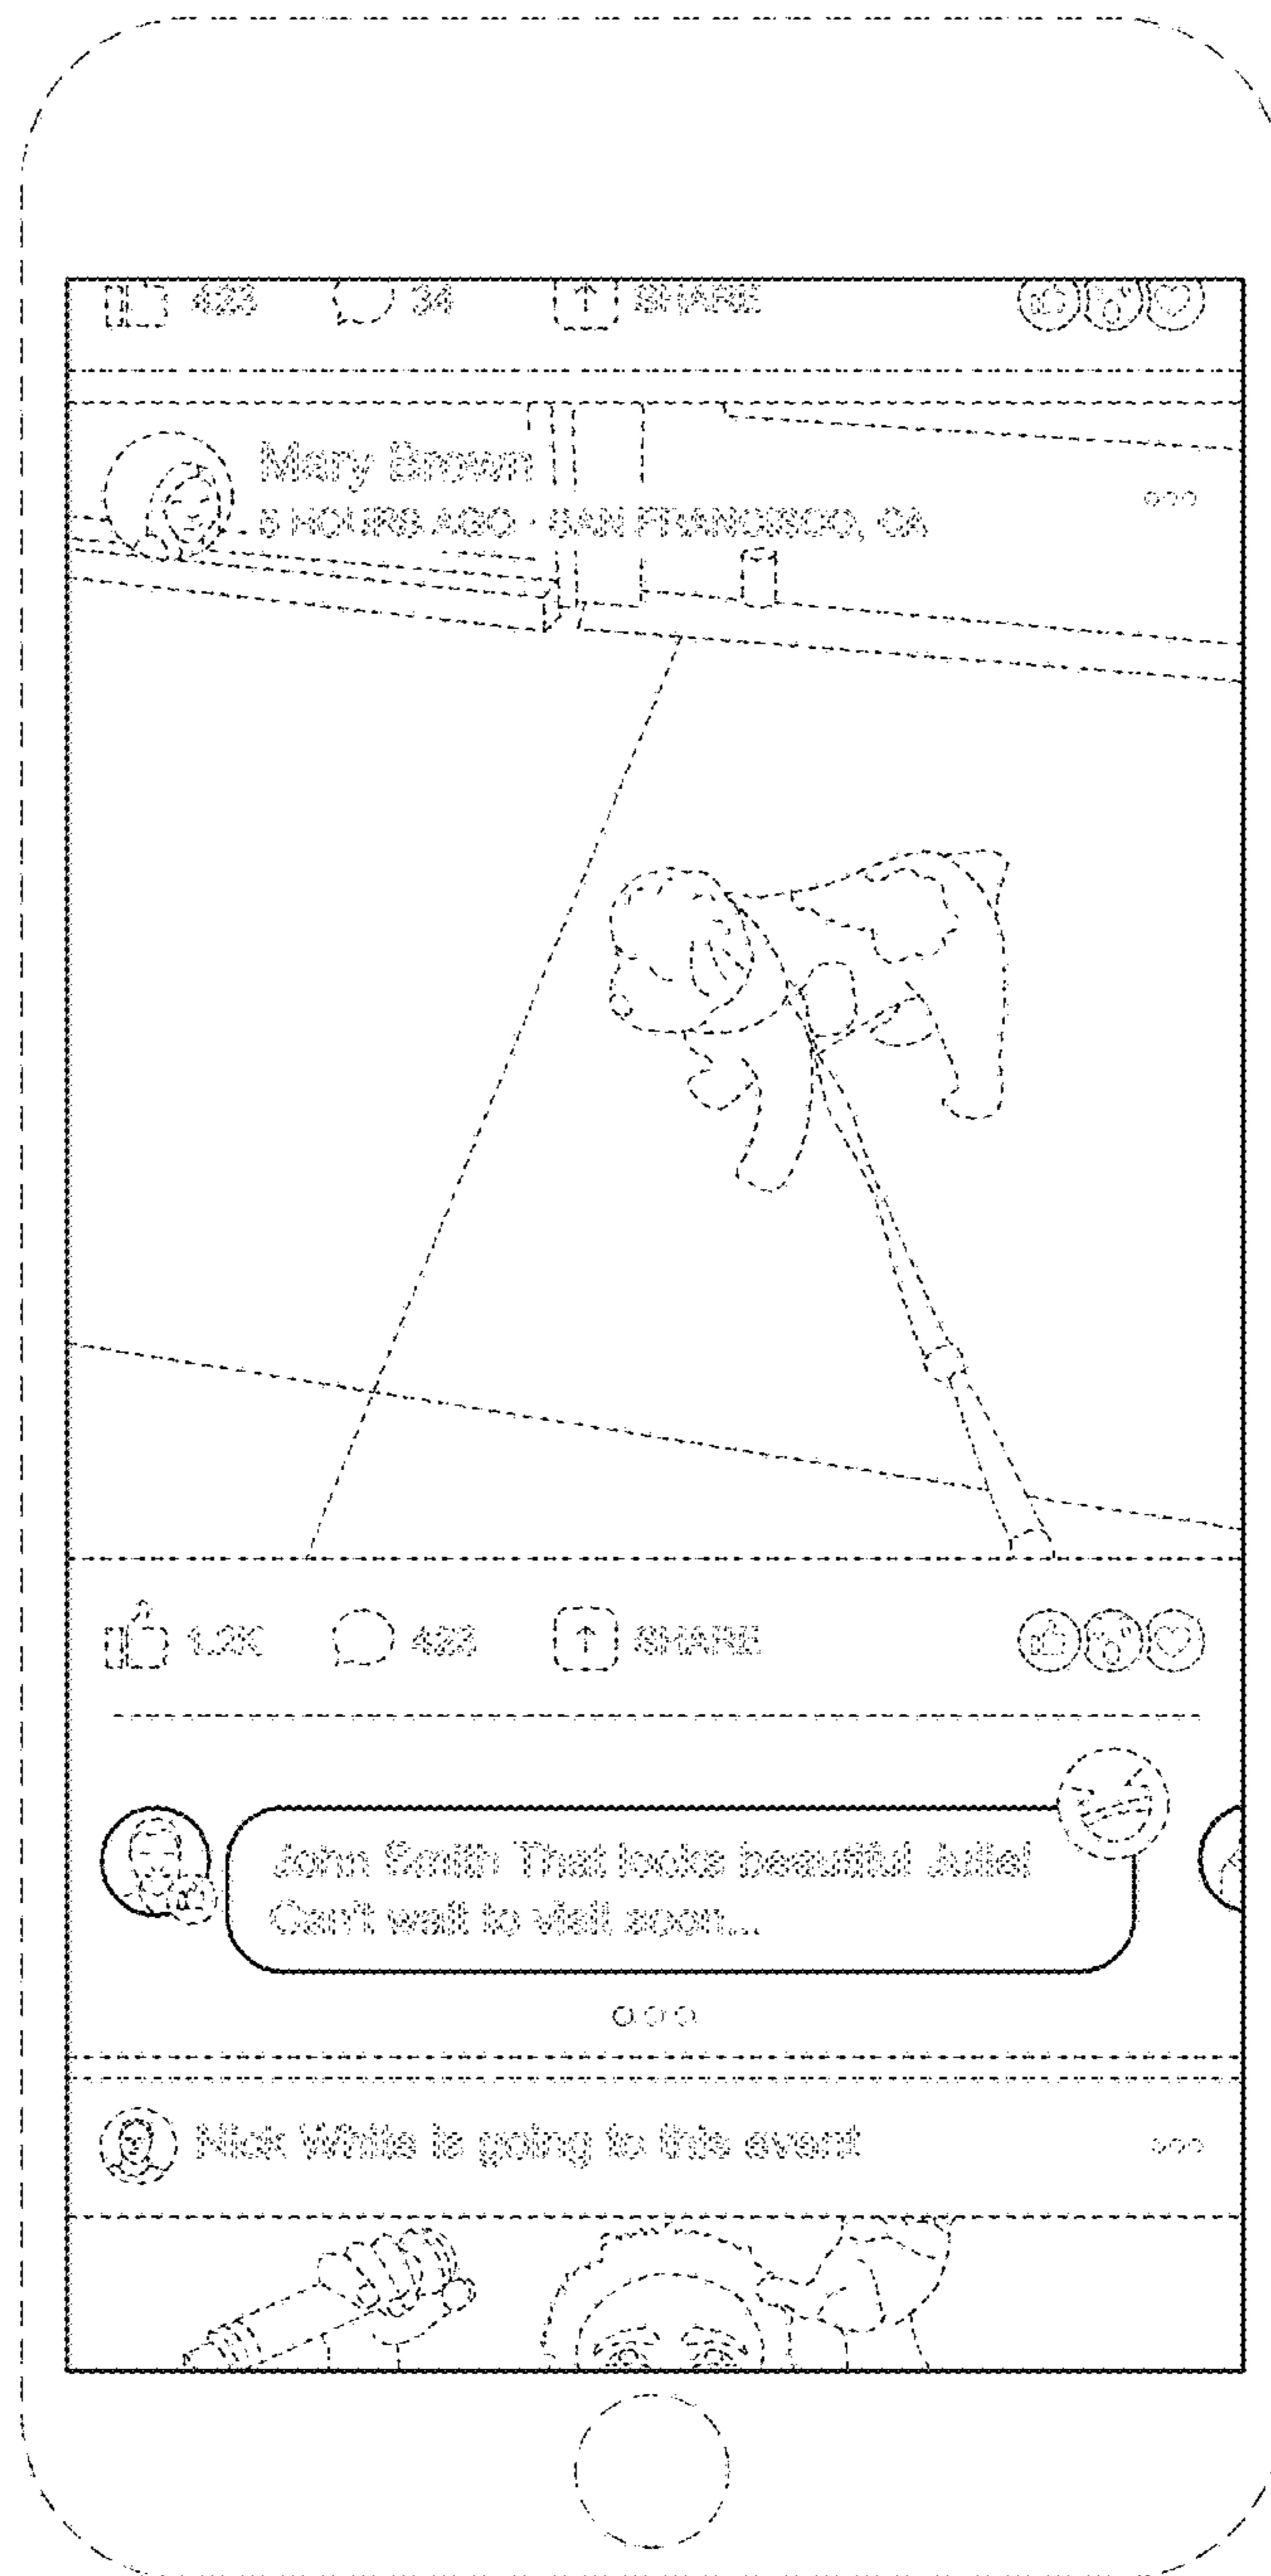 423 34 SHARE
Mary Brown
5 HOURS AGO · SAN FRANCISCO, CA
1.2K 423 SHARE
John Smith That looks beautiful Julie!
Can't wait to visit soon...
Nick White is going to this event